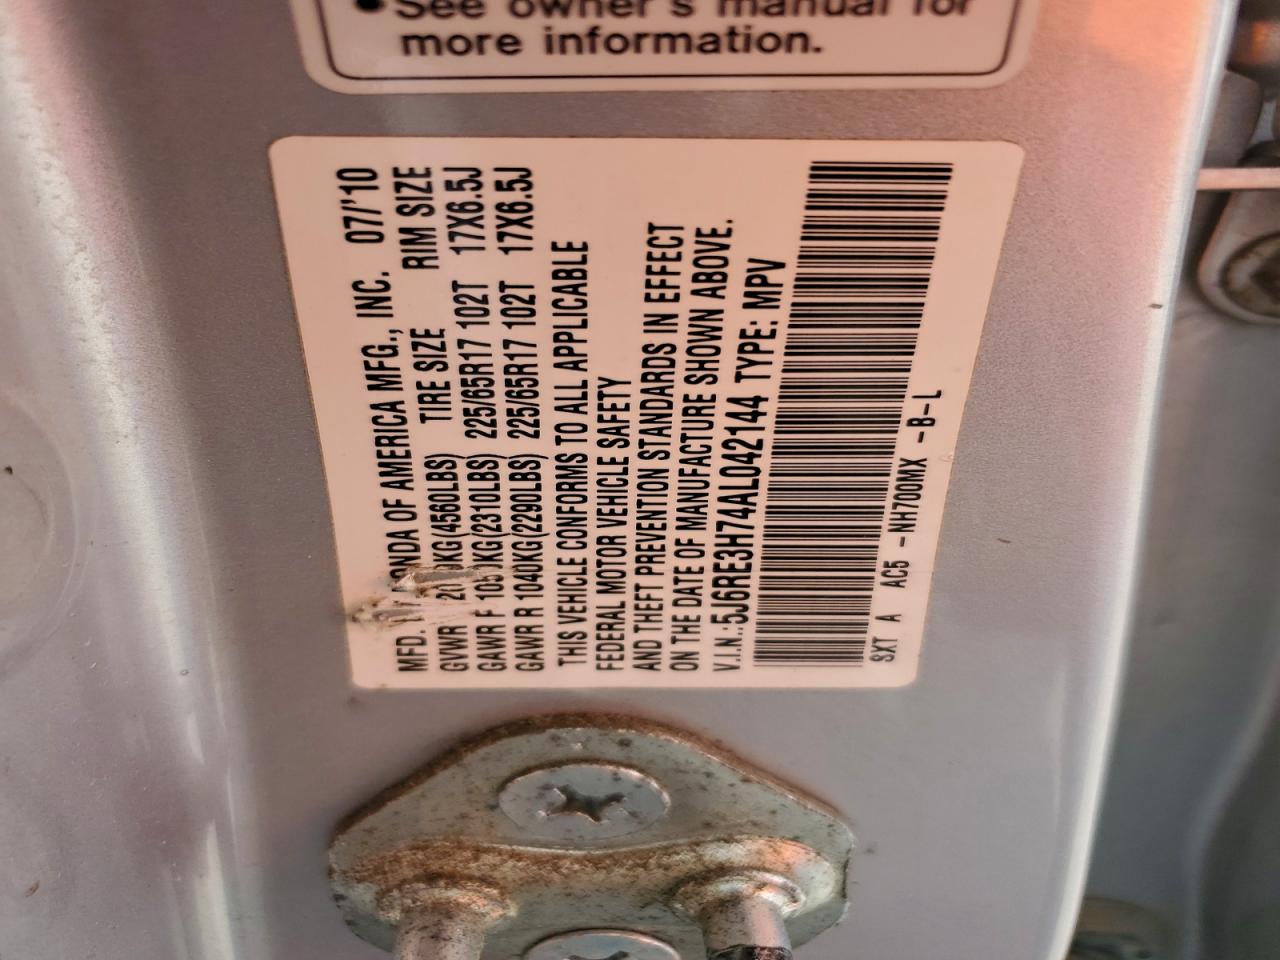 ● See owner's manual for
more information.
MFD. BY HONDA OF AMERICA MFG., INC. 07/'10
GVWR KG(4560LBS) TIRE SIZE RIM SIZE
GAWR F KG(2310LBS) 225/65R17 102T 17X6.5J
GAWR R 1040KG(2290LBS) 225/65R17 102T 17X6.5J
THIS VEHICLE CONFORMS TO ALL APPLICABLE
FEDERAL MOTOR VEHICLE SAFETY
AND THEFT PREVENTION STANDARDS IN EFFECT
ON THE DATE OF MANUFACTURE SHOWN ABOVE.
V.I.N.:5J6RE3H74AL042144 TYPE: MPV
SXT A AC5 -NH700MX -B-L